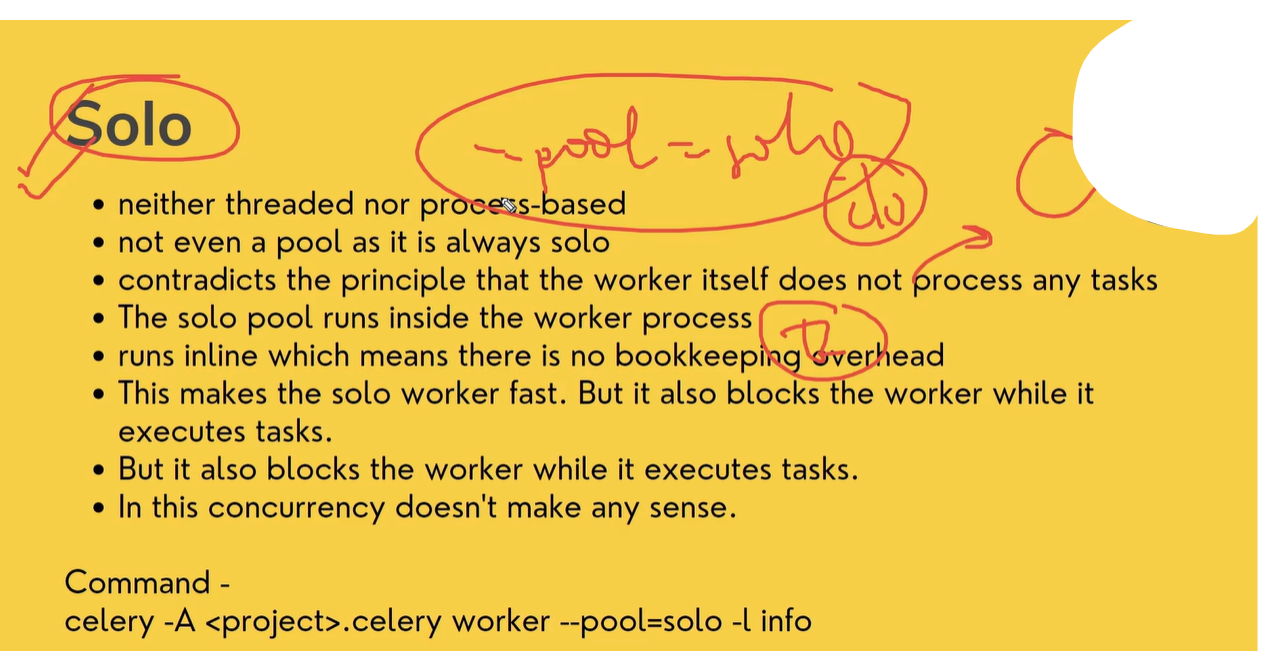 Solo
--pool=solo
• neither threaded nor process-based
• not even a pool as it is always solo
• contradicts the principle that the worker itself does not process any tasks
• The solo pool runs inside the worker process
• runs inline which means there is no bookkeeping overhead
• This makes the solo worker fast. But it also blocks the worker while it
executes tasks.
• But it also blocks the worker while it executes tasks.
• In this concurrency doesn't make any sense.
Command -
celery -A <project>.celery worker --pool=solo -l info